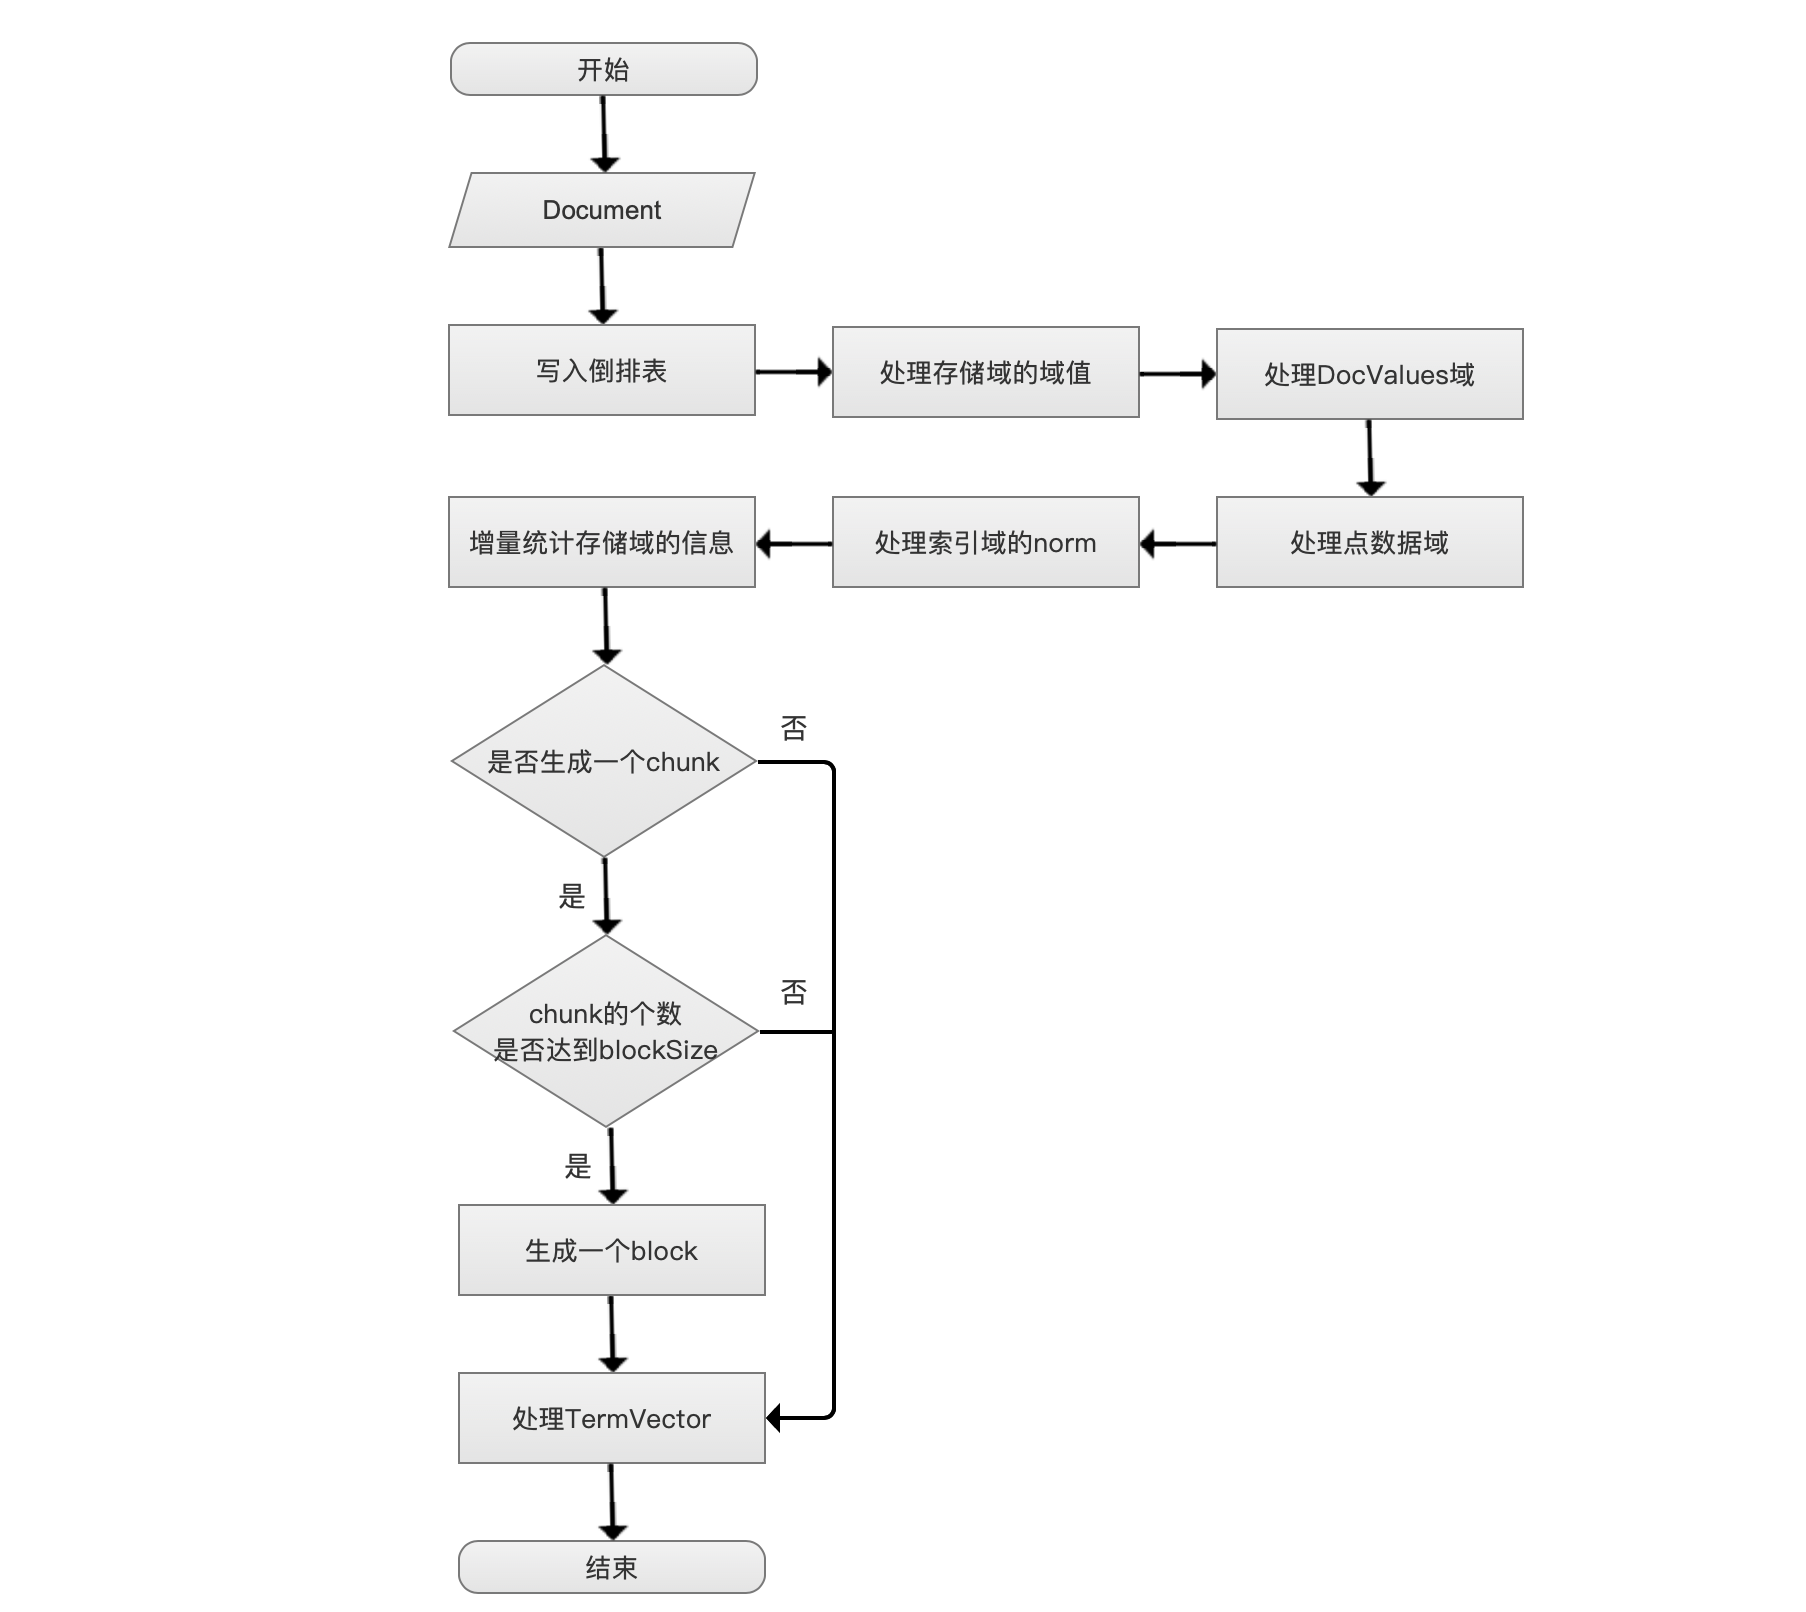 开始
Document
写入倒排表
处理存储域的域值
处理DocValues域
增量统计存储域的信息
处理索引域的norm
处理点数据域
否
是否生成一个chunk
是
否
chunk的个数
是否达到blockSize
是
生成一个block
处理TermVector
结束